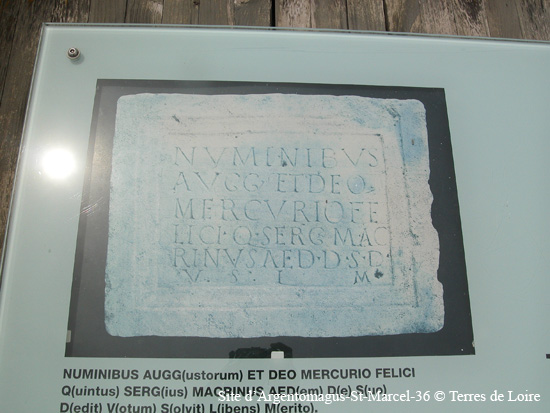 NVMINIBVS
AVGG·ET DEO
MERCVRIO FE
LICI·Q·SERG·MAC
RINVS AED·D·S·D
V·S·L·M
NUMINIBUS AUGG(ustorum) ET DEO MERCURIO FELICI
Q(uintus) SERG(ius) MACRINUS AED(em) D(e) S(uo)
D(edit) V(otum) S(olvit) L(ibens) M(erito).
Site d'Argentomagus-St-Marcel-36 © Terres de Loire